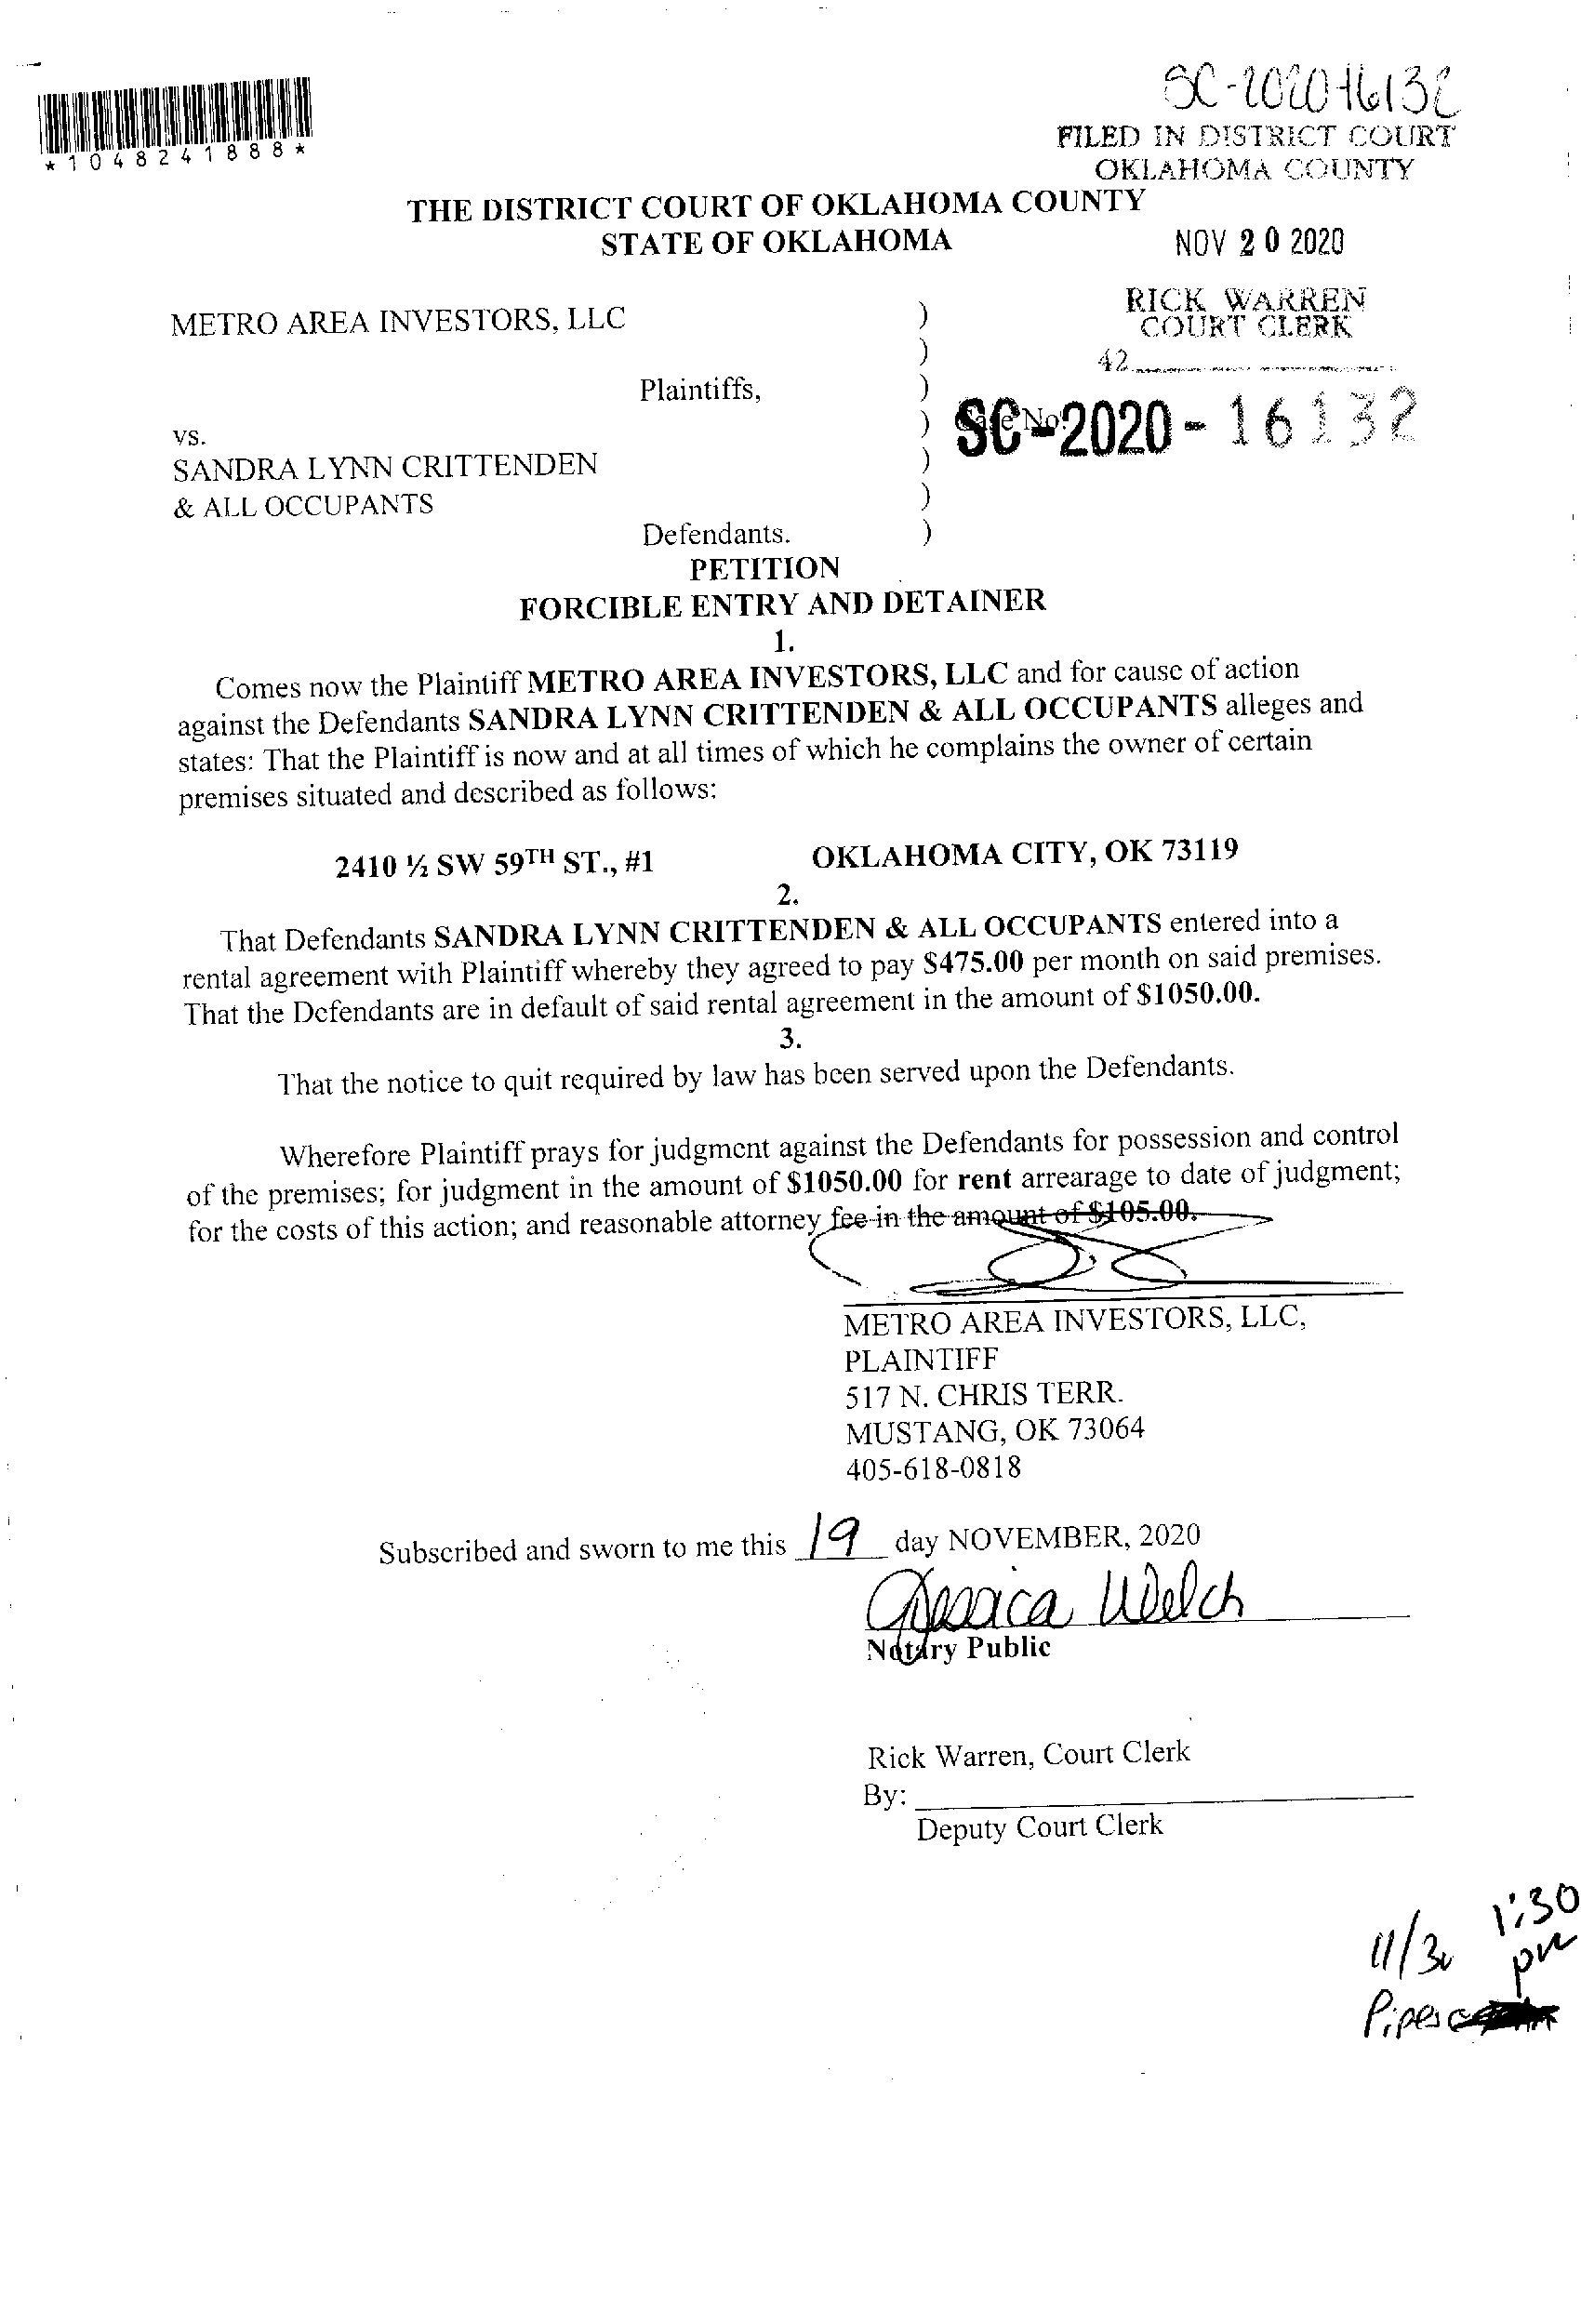 SC-2020-16132
*1048241888*
FILED IN DISTRICT COURT
OKLAHOMA COUNTY
THE DISTRICT COURT OF OKLAHOMA COUNTY
STATE OF OKLAHOMA
NOV 20 2020
RICK WARREN
COURT CLERK
42
METRO AREA INVESTORS, LLC )
)
Plaintiffs, )
vs. ) Case No: SC-2020-16132
SANDRA LYNN CRITTENDEN )
& ALL OCCUPANTS )
Defendants. )
PETITION
FORCIBLE ENTRY AND DETAINER
1.
Comes now the Plaintiff METRO AREA INVESTORS, LLC and for cause of action
against the Defendants SANDRA LYNN CRITTENDEN & ALL OCCUPANTS alleges and
states: That the Plaintiff is now and at all times of which he complains the owner of certain
premises situated and described as follows:
2410 ½ SW 59TH ST., #1 OKLAHOMA CITY, OK 73119
2.
That Defendants SANDRA LYNN CRITTENDEN & ALL OCCUPANTS entered into a
rental agreement with Plaintiff whereby they agreed to pay $475.00 per month on said premises.
That the Defendants are in default of said rental agreement in the amount of $1050.00.
3.
That the notice to quit required by law has been served upon the Defendants.
Wherefore Plaintiff prays for judgment against the Defendants for possession and control
of the premises; for judgment in the amount of $1050.00 for rent arrearage to date of judgment;
for the costs of this action; and reasonable attorney fee in the amount of $105.00.
METRO AREA INVESTORS, LLC,
PLAINTIFF
517 N. CHRIS TERR.
MUSTANG, OK 73064
405-618-0818
Subscribed and sworn to me this 19 day NOVEMBER, 2020
Jessica Welch
Notary Public
Rick Warren, Court Clerk
By:
Deputy Court Clerk
11/30 1:30
pm
Pipes